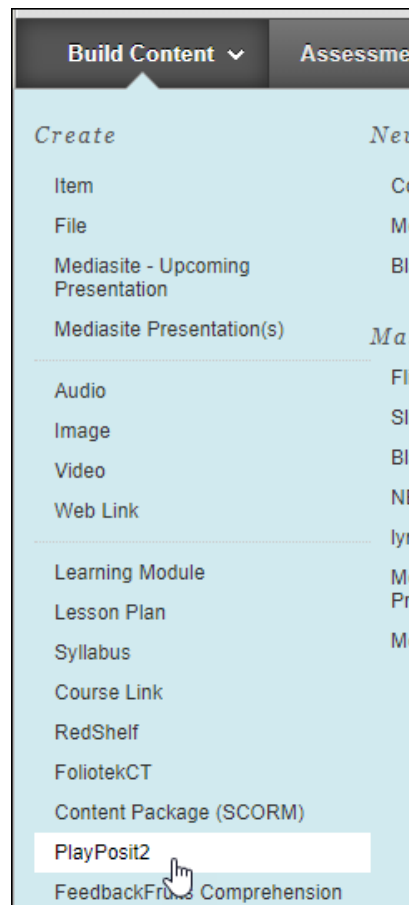 Build Content
Create
Item
File
Mediasite - Upcoming
Presentation
Mediasite Presentation(s)
Audio
Image
Video
Web Link
Learning Module
Lesson Plan
Syllabus
Course Link
RedShelf
FoliotekCT
Content Package (SCORM)
PlayPosit2
FeedbackFruits Comprehension